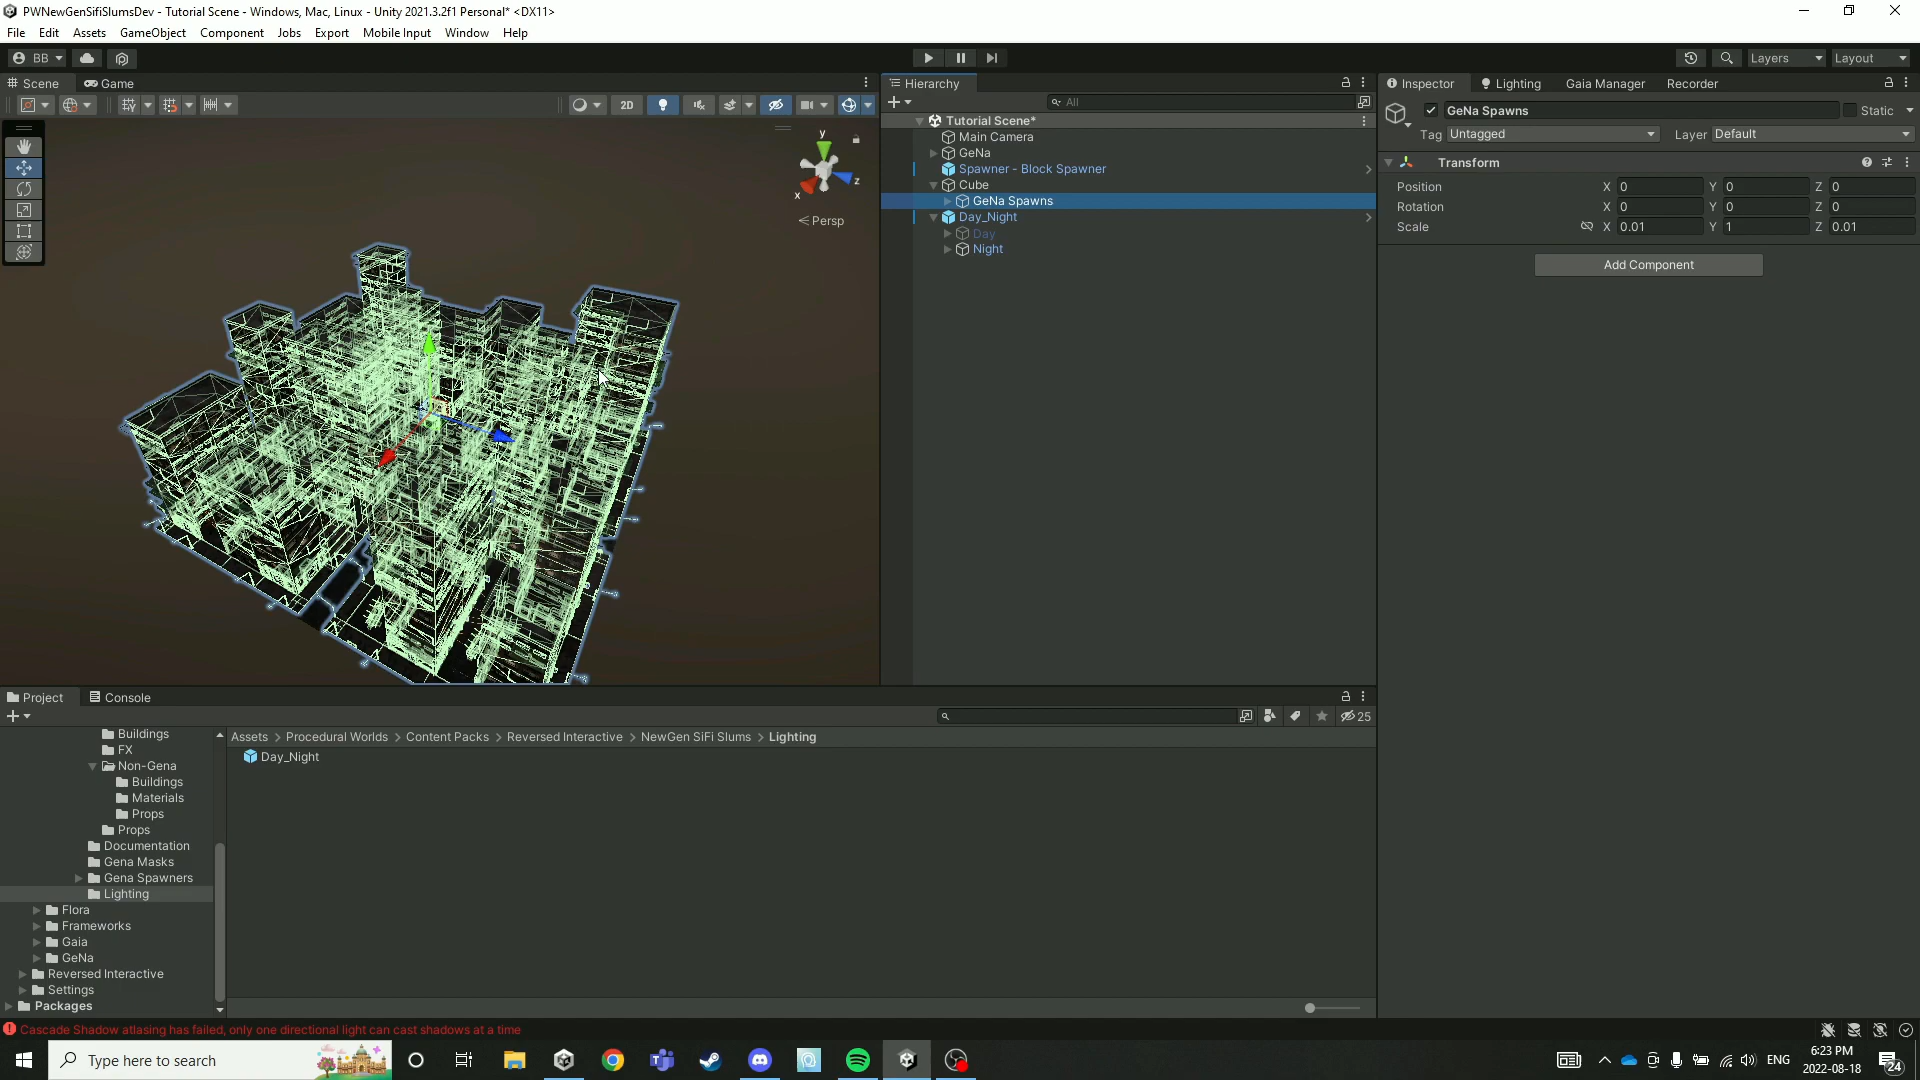 PWNewGenSifiSlumsDev - Tutorial Scene - Windows, Mac, Linux - Unity 2021.3.2f1 Personal* <DX11>
File Edit Assets GameObject Component Jobs Export Mobile Input Window Help
BB Layers Layout
Scene Game
2D
y
z
x
Persp
Hierarchy
All
Tutorial Scene*
Main Camera
GeNa
Spawner - Block Spawner
Cube
GeNa Spawns
Day_Night
Day
Night
Inspector Lighting Gaia Manager Recorder
GeNa Spawns Static
Tag Untagged Layer Default
Transform
Position X 0 Y 0 Z 0
Rotation X 0 Y 0 Z 0
Scale X 0.01 Y 1 Z 0.01
Add Component
Project Console
25
Buildings
FX
Non-Gena
Buildings
Materials
Props
Props
Documentation
Gena Masks
Gena Spawners
Lighting
Flora
Frameworks
Gaia
GeNa
Reversed Interactive
Settings
Packages
Assets > Procedural Worlds > Content Packs > Reversed Interactive > NewGen SiFi Slums > Lighting
Day_Night
Cascade Shadow atlasing has failed, only one directional light can cast shadows at a time
Type here to search
ENG
6:23 PM
2022-08-18
24